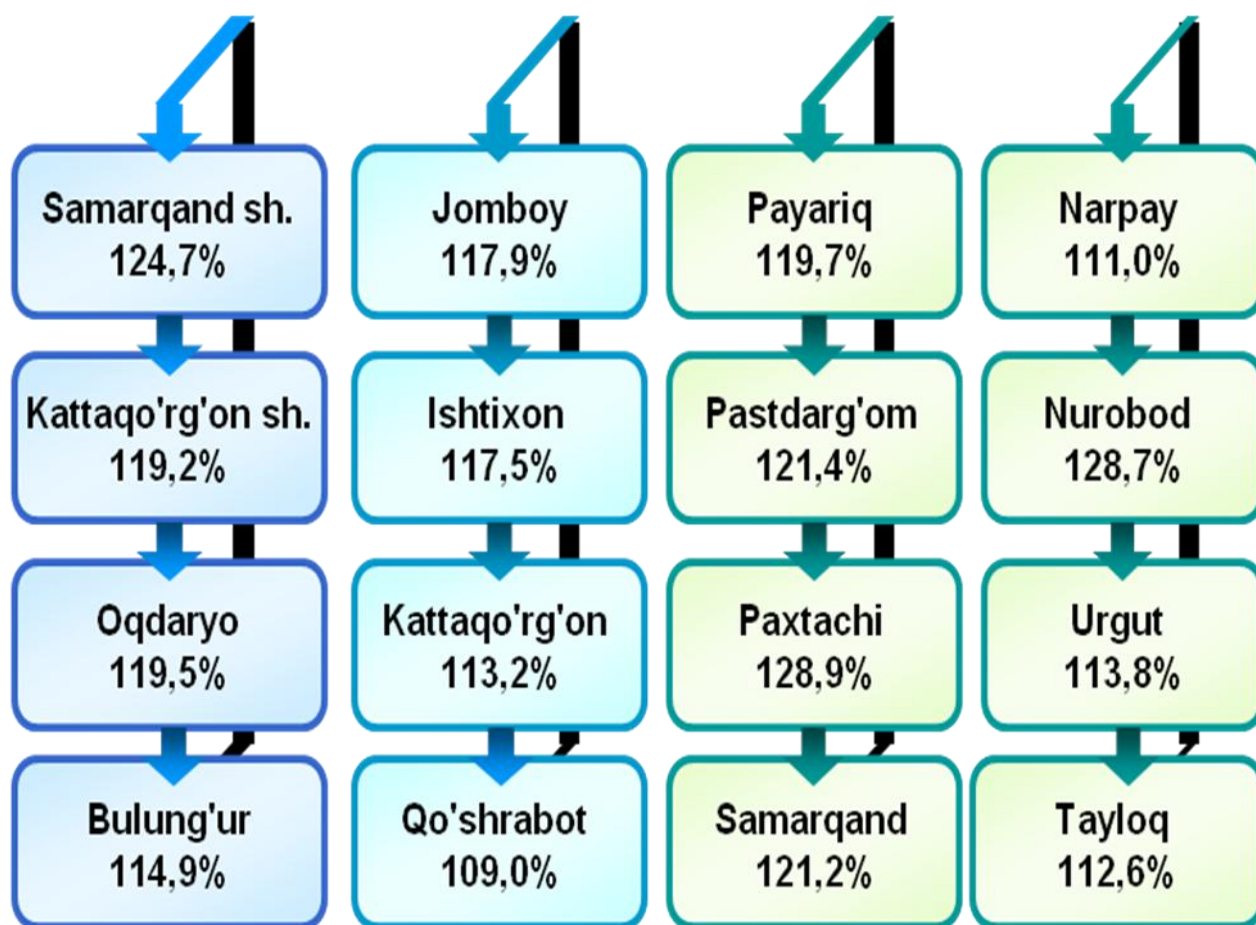 Samarqand sh.
124,7%
Kattaqo'rg'on sh.
119,2%
Oqdaryo
119,5%
Bulung'ur
114,9%
Jomboy
117,9%
Ishtixon
117,5%
Kattaqo'rg'on
113,2%
Qo'shrabot
109,0%
Payariq
119,7%
Pastdarg'om
121,4%
Paxtachi
128,9%
Samarqand
121,2%
Narpay
111,0%
Nurobod
128,7%
Urgut
113,8%
Tayloq
112,6%